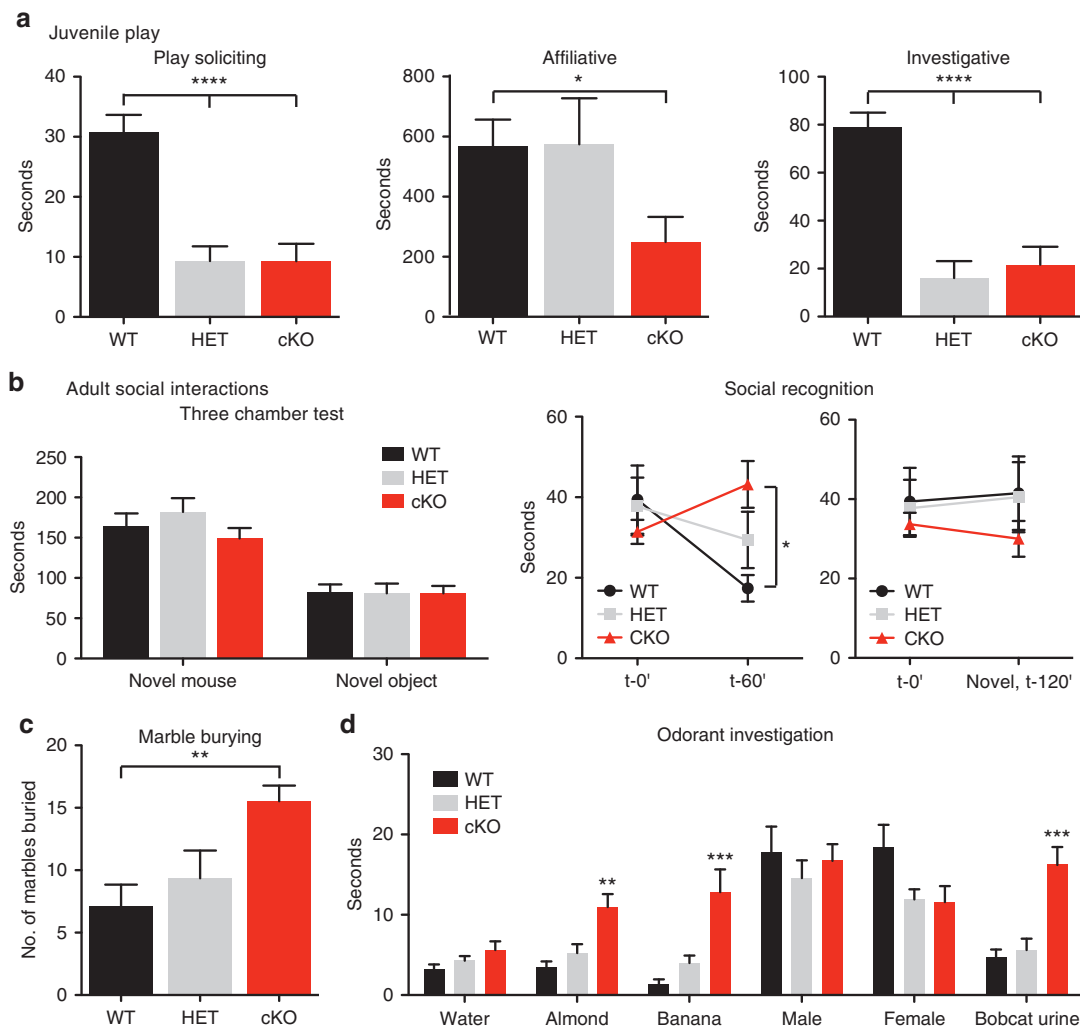 a
Juvenile play
Play soliciting
****
40
30
20
10
0
Seconds
WT HET cKO
Affiliative
*
800
600
400
200
0
Seconds
WT HET cKO
Investigative
****
100
80
60
40
20
0
Seconds
WT HET cKO
b
Adult social interactions
Three chamber test
250
200
150
100
50
0
Seconds
WT
HET
cKO
Novel mouse Novel object
Social recognition
60
40
20
0
Seconds
WT
HET
CKO
*
t-0' t-60'
60
40
20
0
WT
HET
CKO
t-0' Novel, t-120'
c
Marble burying
**
20
15
10
5
0
No. of marbles buried
WT HET cKO
d
Odorant investigation
30
20
10
0
Seconds
WT
HET
cKO
** *** ***
Water Almond Banana Male Female Bobcat urine